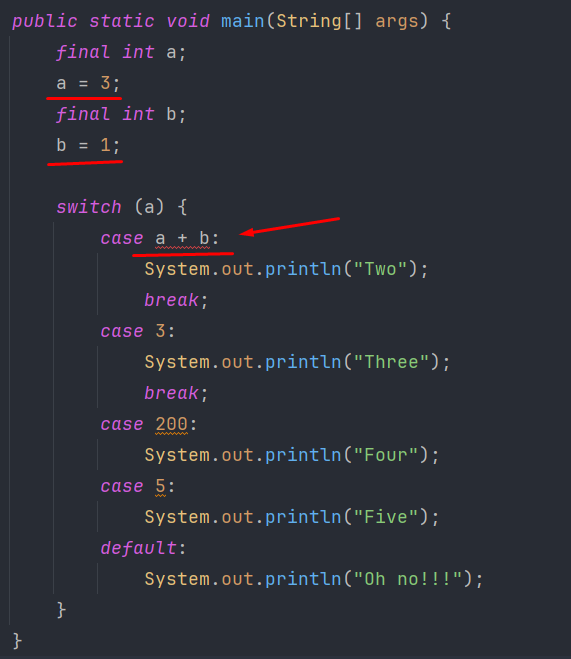 public static void main(String[] args) {
    final int a;
    a = 3;
    final int b;
    b = 1;

    switch (a) {
        case a + b:
            System.out.println("Two");
            break;
        case 3:
            System.out.println("Three");
            break;
        case 200:
            System.out.println("Four");
        case 5:
            System.out.println("Five");
        default:
            System.out.println("Oh no!!!");
    }
}